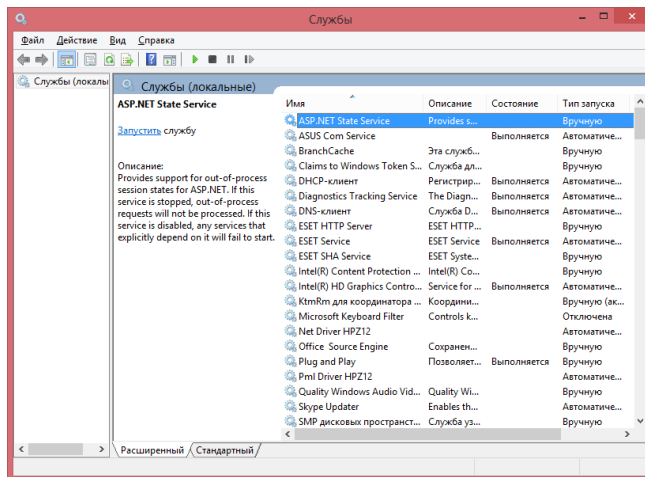 Службы
Файл Действие Вид Справка
Службы (локалы
Службы (локальные)
ASP.NET State Service
Запустить службу
Описание:
Provides support for out-of-process
session states for ASP.NET. If this
service is stopped, out-of-process
requests will not be processed. If this
service is disabled, any services that
explicitly depend on it will fail to start.
Имя Описание Состояние Тип запуска
ASP.NET State Service Provides s... Вручную
ASUS Com Service Выполняется Автоматиче...
BranchCache Эта служб... Вручную
Claims to Windows Token S... Служба дл... Вручную
DHCP-клиент Регистрир... Выполняется Автоматиче...
Diagnostics Tracking Service The Diagn... Выполняется Автоматиче...
DNS-клиент Служба D... Выполняется Автоматиче...
ESET HTTP Server ESET HTTP... Вручную
ESET Service ESET Service Выполняется Автоматиче...
ESET SHA Service ESET Syste... Вручную
Intel(R) Content Protection ... Intel(R) Co... Вручную
Intel(R) HD Graphics Contro... Service for ... Выполняется Автоматиче...
KtmRm для координатора ... Координи... Вручную (ак...
Microsoft Keyboard Filter Controls k... Отключена
Net Driver HPZ12 Автоматиче...
Office Source Engine Сохранен... Вручную
Plug and Play Позволяет... Выполняется Вручную
Pml Driver HPZ12 Автоматиче...
Quality Windows Audio Vid... Quality Wi... Вручную
Skype Updater Enables th... Автоматиче...
SMP дисковых пространст... Служба уз... Вручную
Расширенный Стандартный